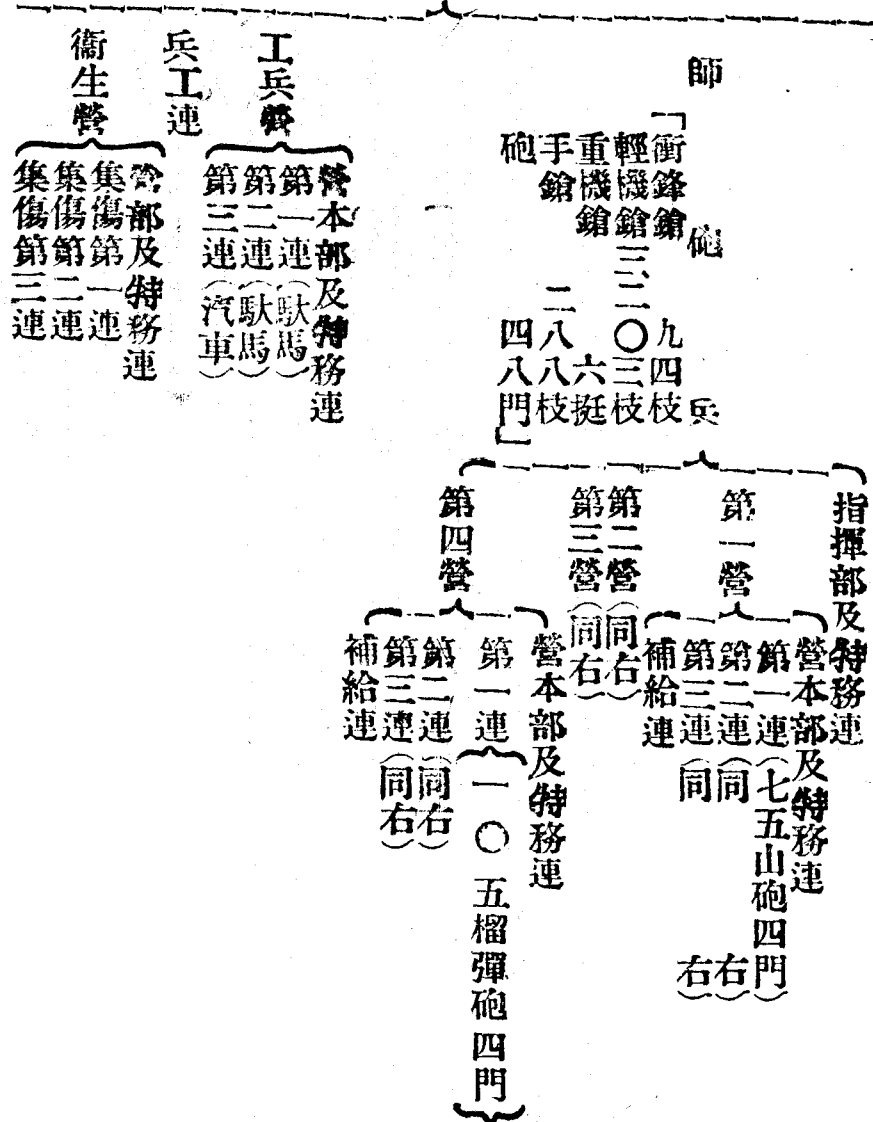 師砲兵
「衝鋒鎗 九四枝
輕機鎗三、二〇三枝
重機鎗 六挺
手鎗 二八八枝
砲 四八門」
指揮部及特務連
第一營
營本部及特務連
第一連(七五山砲四門)
第二連(同右)
第三連(同右)
補給連
第二營(同右)
第三營(同右)
第四營
營本部及特務連
第一連(一〇五榴彈砲四門)
第二連(同右)
第三連(同右)
補給連
工兵營
營本部及特務連
第一連(馱馬)
第二連(馱馬)
第三連(汽車)
兵工連
衞生營
營部及特務連
集傷第一連
集傷第二連
集傷第三連